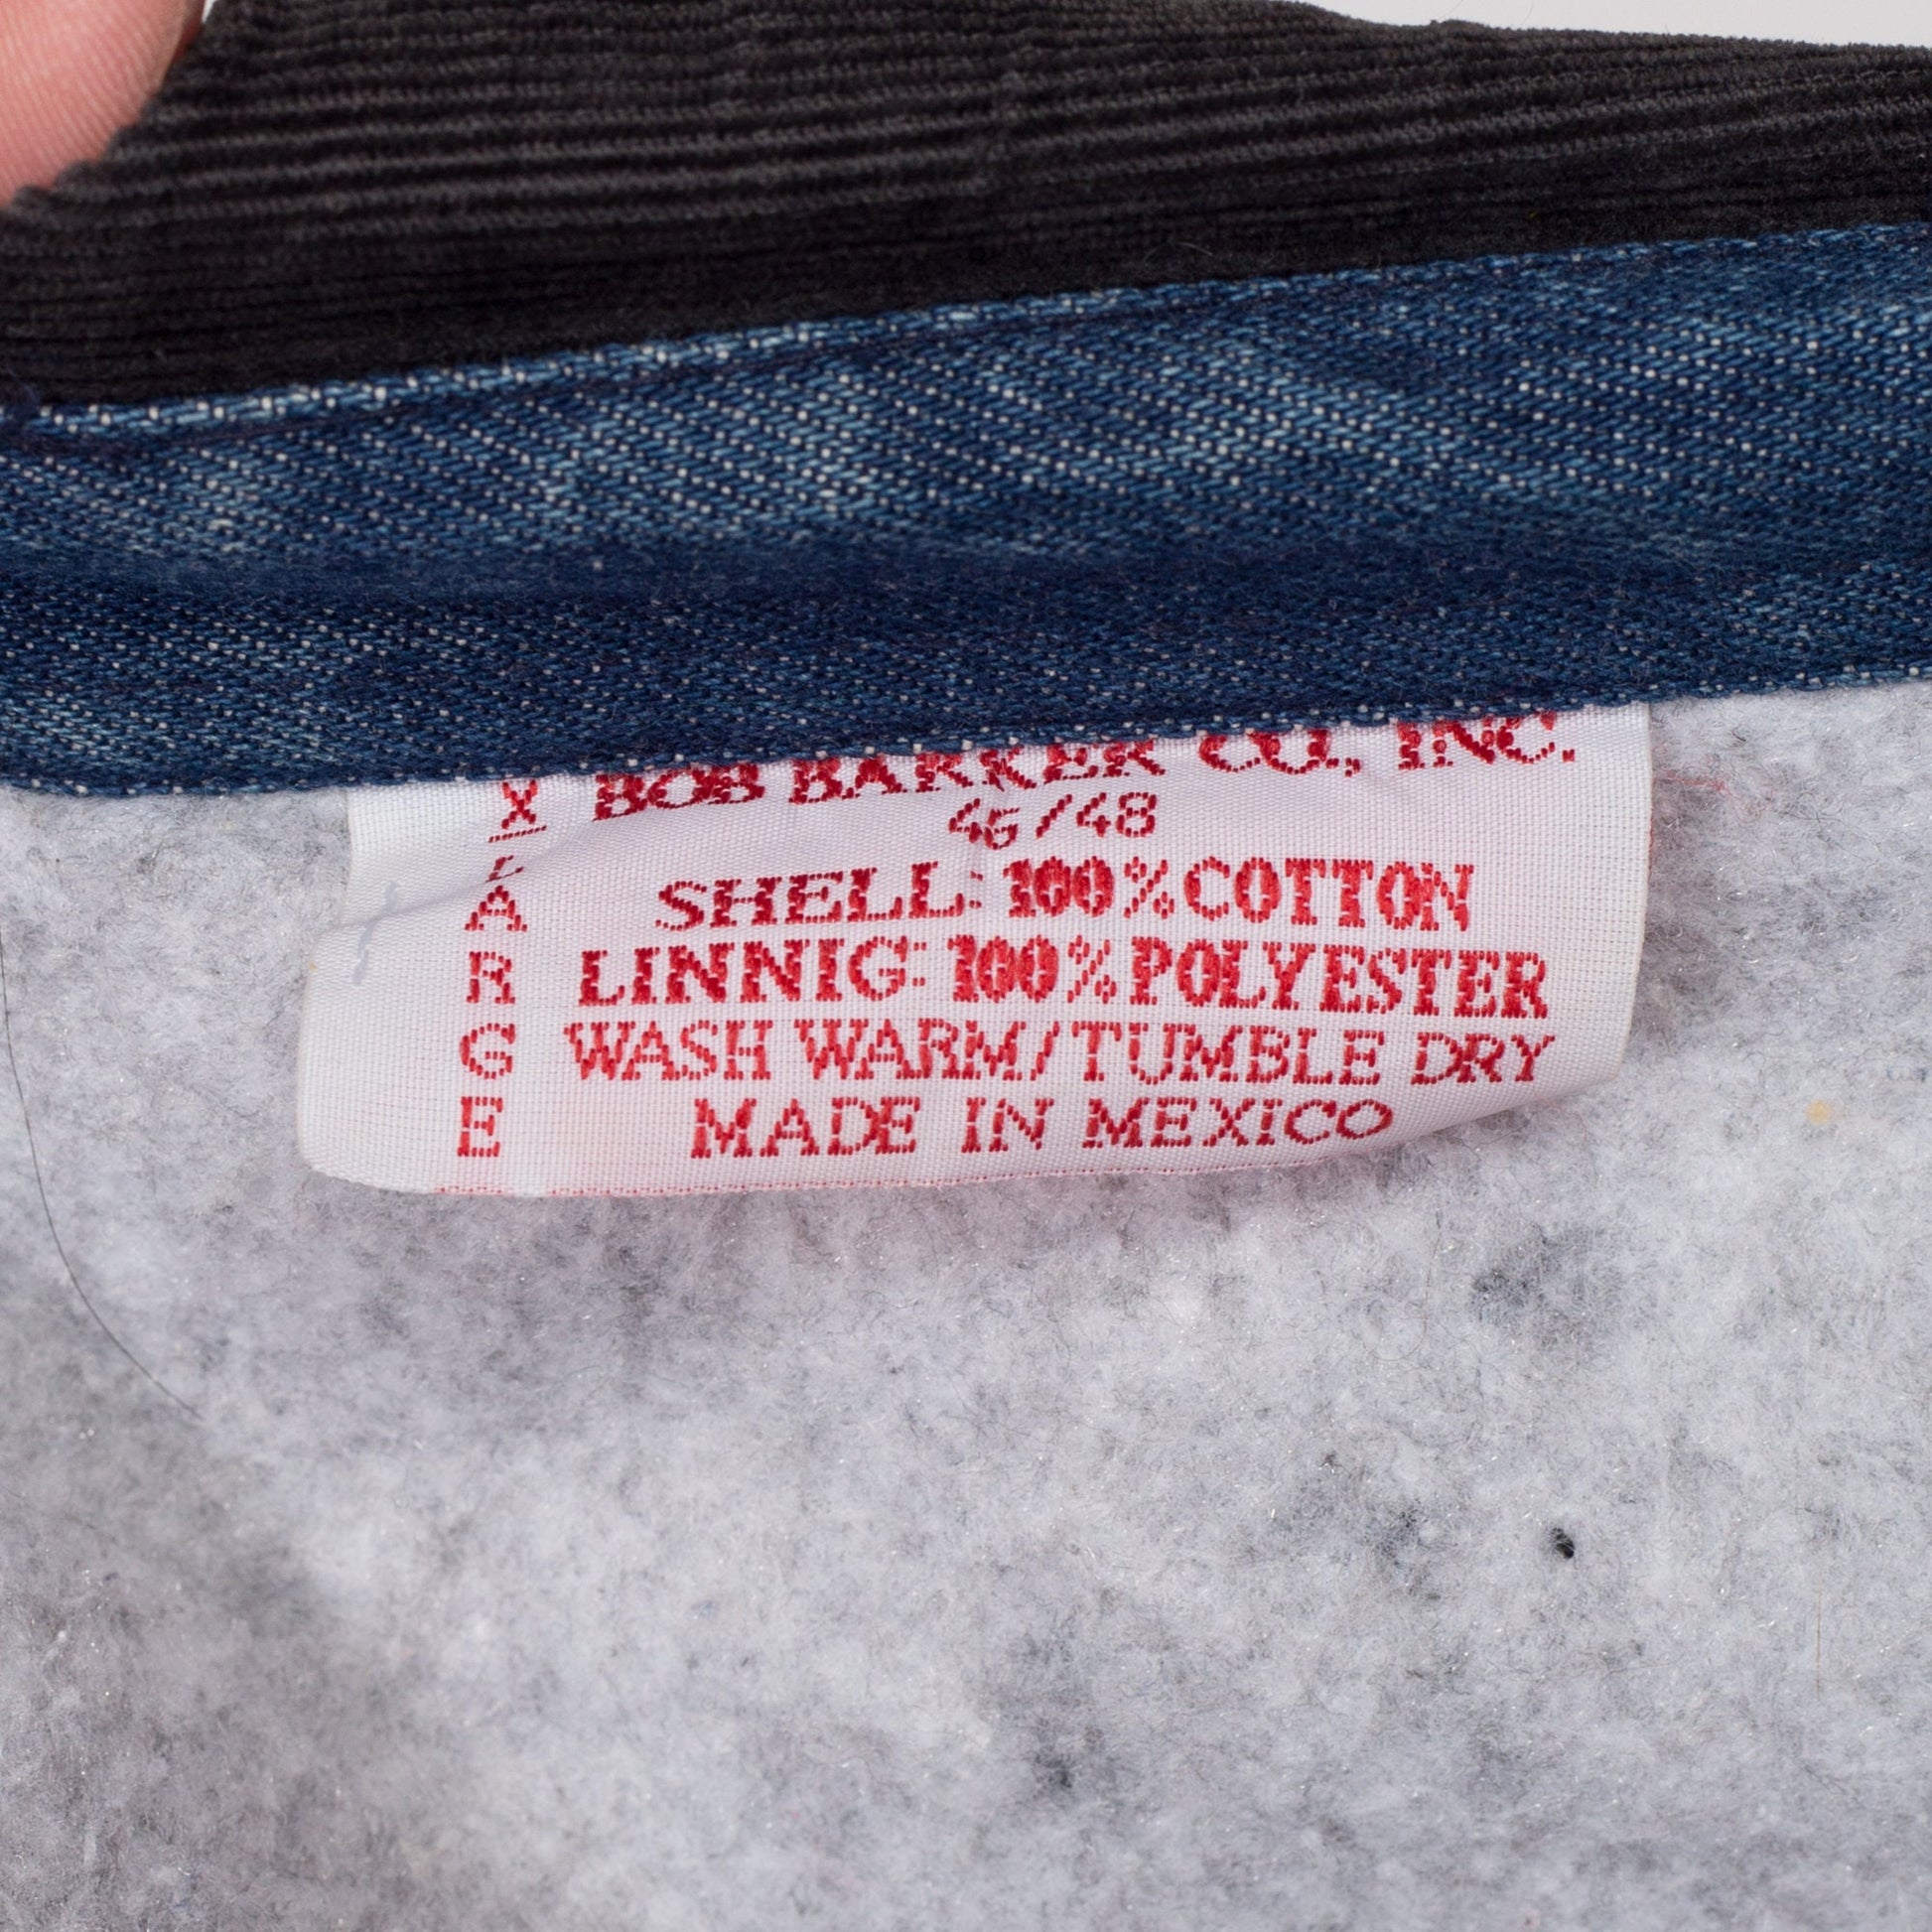 BOB BARKER CO., INC.
46/48
SHELL: 100% COTTON
LINNIG: 100% POLYESTER
WASH WARM/TUMBLE DRY
MADE IN MEXICO
X LARGE